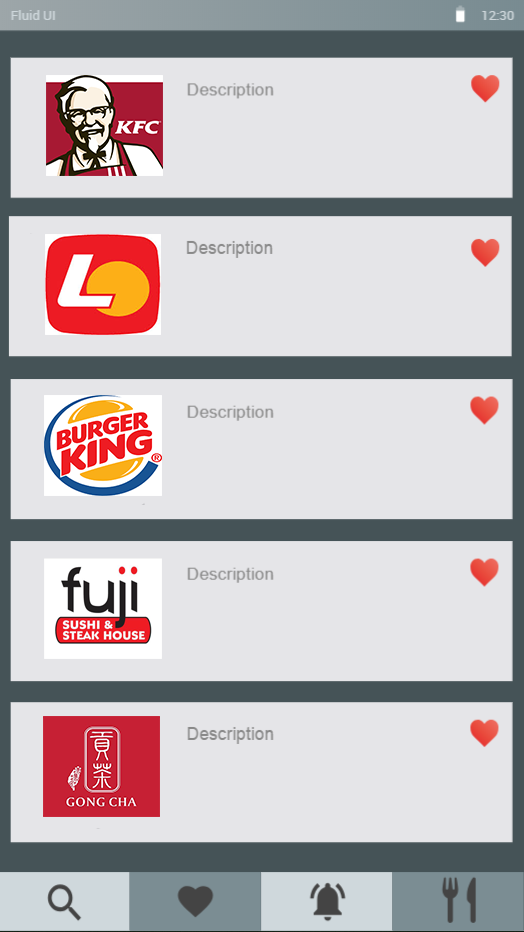 Fluid UI
12:30
KFC
Description
L
Description
BURGER
KING®
Description
fuji
SUSHI &
STEAK HOUSE
Description
貢
茶
GONG CHA
Description